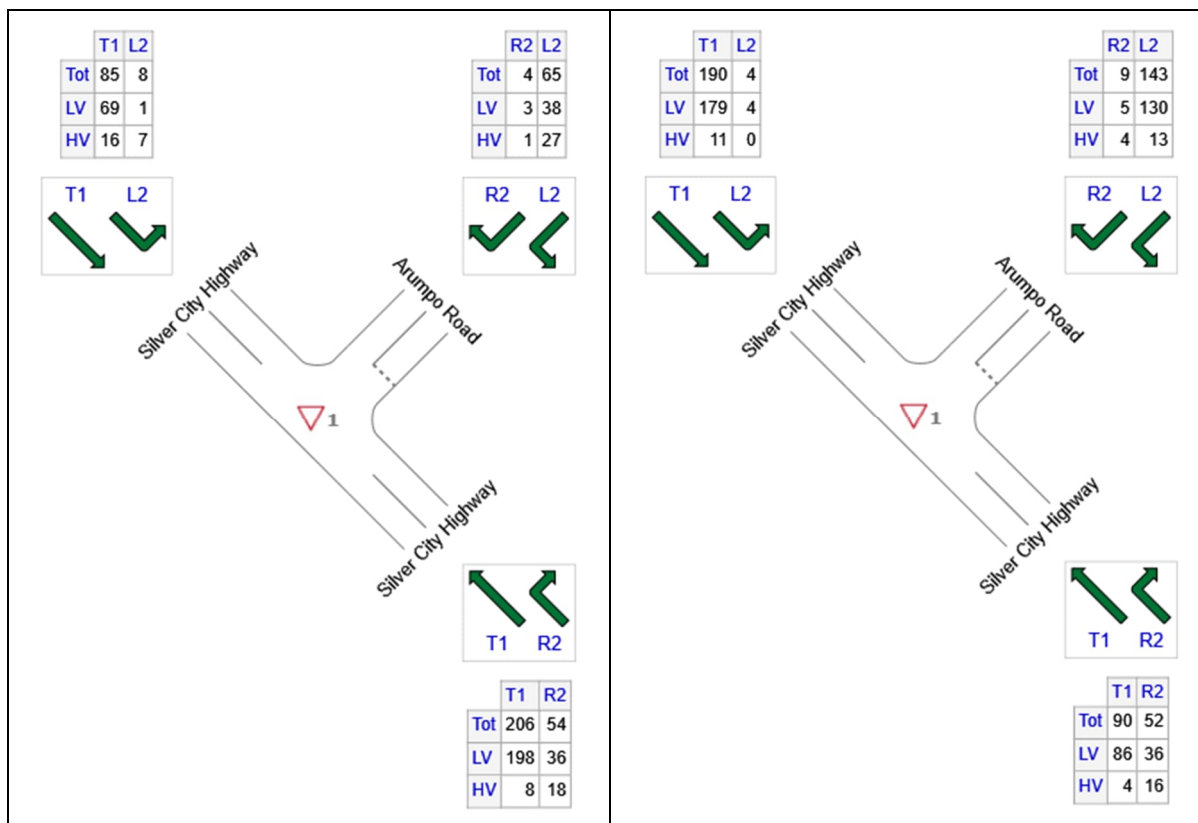 T1 L2
Tot 85 8
LV 69 1
HV 16 7
R2 L2
Tot 4 65
LV 3 38
HV 1 27
T1 L2
R2 L2
Silver City Highway
Arumpo Road
1
Silver City Highway
T1 R2
T1 R2
Tot 206 54
LV 198 36
HV 8 18
T1 L2
Tot 190 4
LV 179 4
HV 11 0
R2 L2
Tot 9 143
LV 5 130
HV 4 13
T1 L2
R2 L2
Silver City Highway
Arumpo Road
1
Silver City Highway
T1 R2
T1 R2
Tot 90 52
LV 86 36
HV 4 16